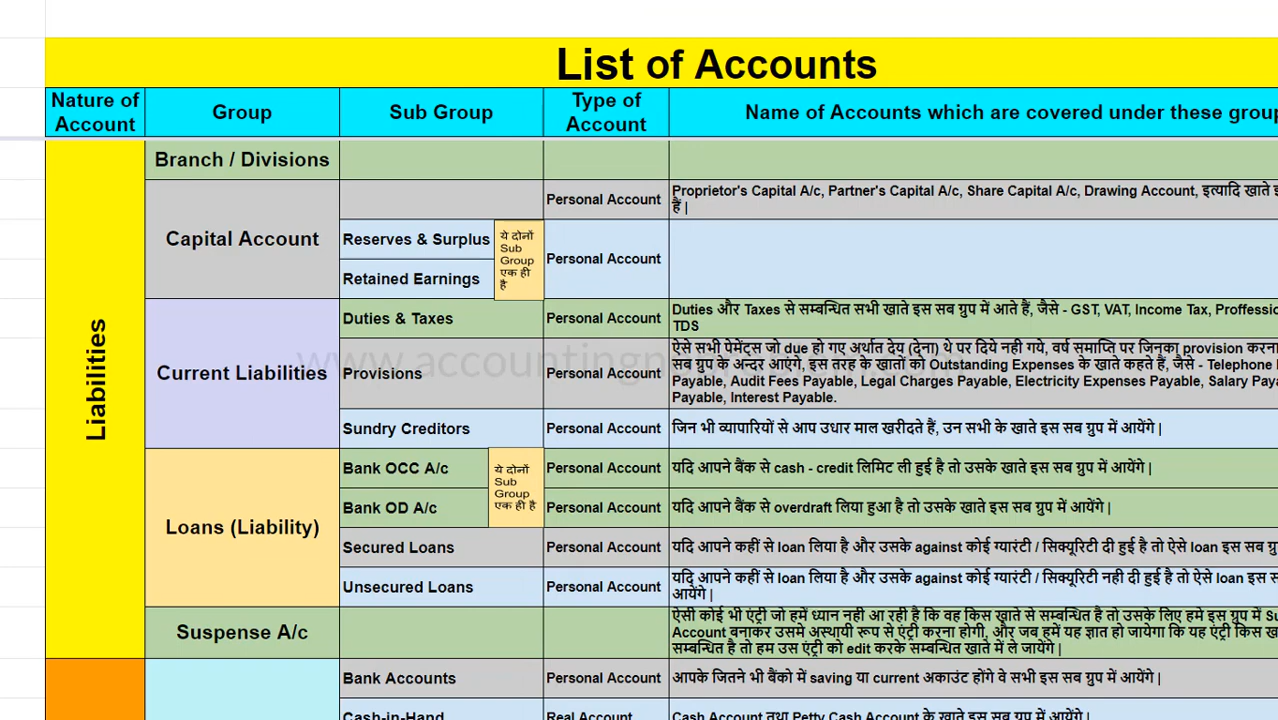 List of Accounts
Nature of Account
Group
Sub Group
Type of Account
Name of Accounts which are covered under these
Liabilities
Branch / Divisions
Capital Account
Personal Account
Proprietor's Capital A/c, Partner's Capital A/c, Share Capital A/c, Drawing Account, इत्यादि खाते
हैं |
Reserves & Surplus
Retained Earnings
ये दोनों
Sub
Group
एक ही
है
Personal Account
Current Liabilities
Duties & Taxes
Personal Account
Duties और Taxes से सम्बन्धित सभी खाते इस सब ग्रुप में आते हैं, जैसे - GST, VAT, Income Tax,
TDS
Provisions
Personal Account
ऐसे सभी पेमेंट्स जो due हो गए अर्थात देय (देना) थे पर दिये नही गये, वर्ष समाप्ति पर जिनका provision
सब ग्रुप के अन्दर आएंगे, इस तरह के खातों को Outstanding Expenses के खाते कहते हैं, जैसे - Telephone
Payable, Audit Fees Payable, Legal Charges Payable, Electricity Expenses Payable, Salary
Payable, Interest Payable.
Sundry Creditors
Personal Account
जिन भी व्यापारियों से आप उधार माल खरीदते हैं, उन सभी के खाते इस सब ग्रुप में आयेंगे |
Loans (Liability)
Bank OCC A/c
Bank OD A/c
ये दोनों
Sub
Group
एक ही है
Personal Account
यदि आपने बैंक से cash - credit लिमिट ली हुई है तो उसके खाते इस सब ग्रुप में आयेंगे |
Personal Account
यदि आपने बैंक से overdraft लिया हुआ है तो उसके खाते इस सब ग्रुप में आयेंगे |
Secured Loans
Personal Account
यदि आपने कहीं से loan लिया है और उसके against कोई ग्यारंटी / सिक्यूरिटी दी हुई है तो ऐसे loan इस सब
Unsecured Loans
Personal Account
यदि आपने कहीं से loan लिया है और उसके against कोई ग्यारंटी / सिक्यूरिटी नही दी हुई है तो ऐसे loan इस
आयेंगे |
Suspense A/c
ऐसी कोई भी एंट्री जो हमें ध्यान नही आ रही है कि वह किस खाते से सम्बन्धित है तो उसके लिए हमे इस ग्रुप में
Account बनाकर उसमे अस्थायी रूप से एंट्री करना होगी, और जब हमें यह ज्ञात हो जायेगा कि यह एंट्री किस
सम्बन्धित है तो हम उस एंट्री को edit करके सम्बन्धित खाते में ले जायेंगे |
Bank Accounts
Personal Account
आपके जितने भी बैंको में saving या current अकाउंट होंगे वे सभी इस सब ग्रुप में आयेंगे |
Cash-in-Hand
Real Account
Cash Account तथा Petty Cash Account के खाते इस सब ग्रुप में आयेंगे |